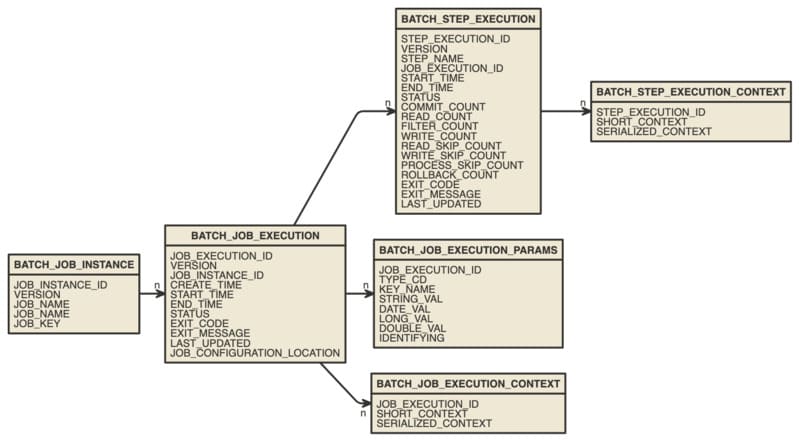 BATCH_STEP_EXECUTION
STEP_EXECUTION_ID
VERSION
STEP_NAME
JOB_EXECUTION_ID
START_TIME
END_TIME
STATUS
COMMIT_COUNT
READ_COUNT
FILTER_COUNT
WRITE_COUNT
READ_SKIP_COUNT
WRITE_SKIP_COUNT
PROCESS_SKIP_COUNT
ROLLBACK_COUNT
EXIT_CODE
EXIT_MESSAGE
LAST_UPDATED
n
n
BATCH_STEP_EXECUTION_CONTEXT
STEP_EXECUTION_ID
SHORT_CONTEXT
SERIALIZED_CONTEXT
BATCH_JOB_INSTANCE
JOB_INSTANCE_ID
VERSION
JOB_NAME
JOB_NAME
JOB_KEY
n
BATCH_JOB_EXECUTION
JOB_EXECUTION_ID
VERSION
JOB_INSTANCE_ID
CREATE_TIME
START_TIME
END_TIME
STATUS
EXIT_CODE
EXIT_MESSAGE
LAST_UPDATED
JOB_CONFIGURATION_LOCATION
n
BATCH_JOB_EXECUTION_PARAMS
JOB_EXECUTION_ID
TYPE_CD
KEY_NAME
STRING_VAL
DATE_VAL
LONG_VAL
DOUBLE_VAL
IDENTIFYING
n
BATCH_JOB_EXECUTION_CONTEXT
JOB_EXECUTION_ID
SHORT_CONTEXT
SERIALIZED_CONTEXT